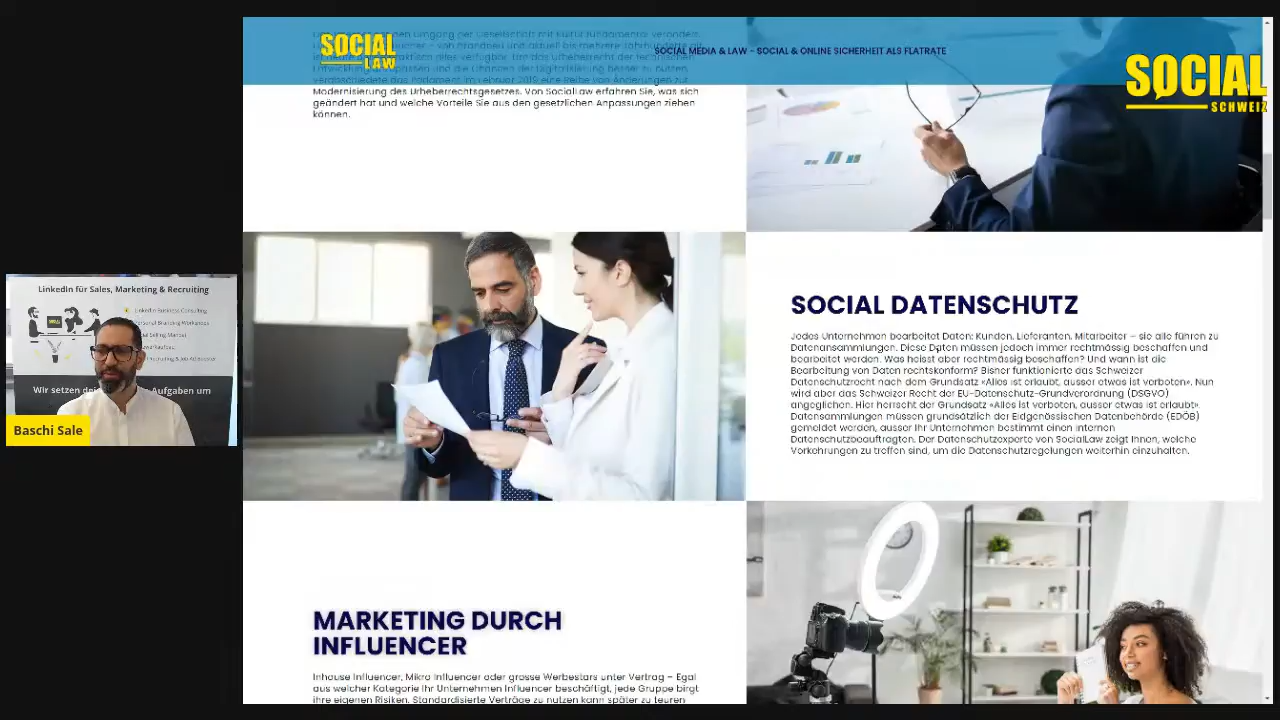 SOCIAL
LAW
SOCIAL MEDIA & LAW - SOCIAL & ONLINE SICHERHEIT ALS FLATRATE
SOCIAL
SCHWEIZ
Modernisierung des Urheberrechtsgesetzes. Von SocialLaw erfahren Sie, was sich
geändert hat und welche Vorteile Sie aus den gesetzlichen Anpassungen ziehen
können.
LinkedIn für Sales, Marketing & Recruiting
LinkedIn Business Consulting
Personal Branding Workshops
Wir setzen
Aufgaben um
Baschi Sale
SOCIAL DATENSCHUTZ
Jedes Unternehmen bearbeitet Daten: Kunden, Lieferanten, Mitarbeiter – sie alle führen zu
Datenansammlungen. Diese Daten müssen jedoch immer rechtmässig beschaffen und
bearbeitet werden. Was heisst aber rechtmässig beschaffen? Und wann ist die
Bearbeitung von Daten rechtskonform? Bisher funktionierte das Schweizer
Datenschutzrecht nach dem Grundsatz «Alles ist erlaubt, ausser etwas ist verboten». Nun
wird aber das Schweizer Recht der EU-Datenschutz-Grundverordnung (DSGVO)
angeglichen. Hier herrscht der Grundsatz «Alles ist verboten, ausser etwas ist erlaubt».
Datensammlungen müssen grundsätzlich der Eidgenössischen Datenbehörde (EDÖB)
gemeldet werden, ausser Ihr Unternehmen bestimmt einen internen
Datenschutzbeauftragten. Der Datenschutzexperte von SocialLaw zeigt Ihnen, welche
Vorkehrungen zu treffen sind, um die Datenschutzregelungen weiterhin einzuhalten.
MARKETING DURCH
INFLUENCER
Inhouse Influencer, Mikro Influencer oder grosse Werbestars unter Vertrag – Egal
aus welcher Kategorie Ihr Unternehmen Influencer beschäftigt, jede Gruppe birgt
ihre eigenen Risiken. Standardisierte Verträge zu nutzen kann später zu teuren